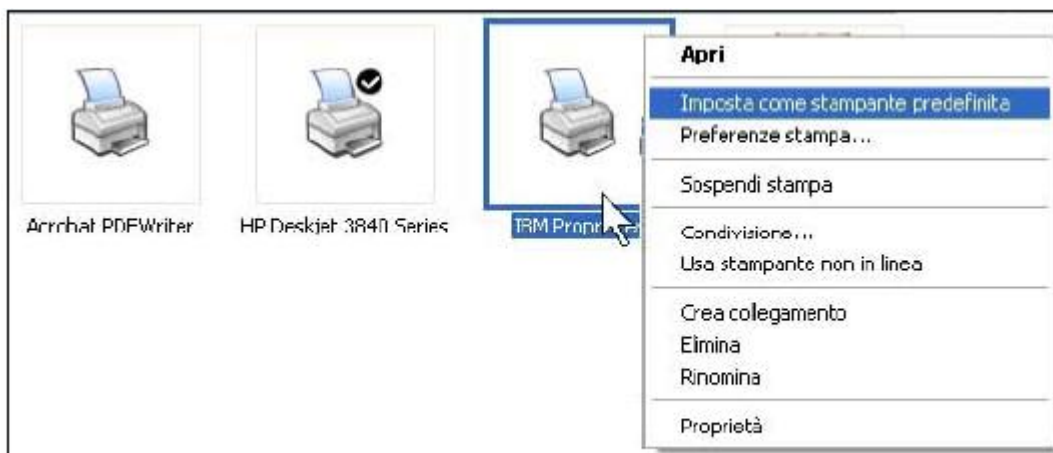 Acrobat PDFWriter
HP Deskjet 3840 Series
IBM
Apri
Imposta come stampante predefinita
Preferenze stampa...
Sospendi stampa
Condivisione...
Usa stampante non in linea
Crea collegamento
Elimina
Rinomina
Proprietà